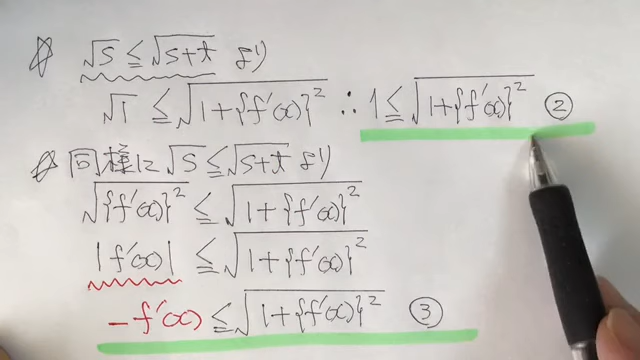 ☆ √s ≦ √s+t より
√1 ≦ √1+{f'(x)}² ∴ 1 ≦ √1+{f'(x)}² ②
☆ 同様に √s ≦ √s+t より
√{f'(x)}² ≦ √1+{f'(x)}²
|f'(x)| ≦ √1+{f'(x)}²
-f'(x) ≦ √1+{f'(x)}² ③